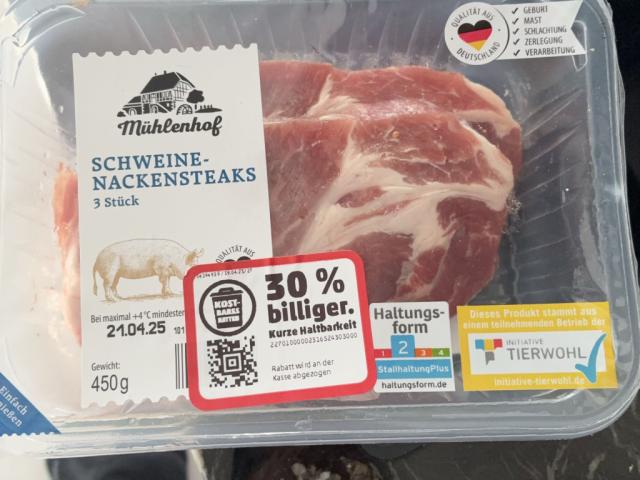 QUALITÄT AUS
DEUTSCHLAND
✓ GEBURT
✓ MAST
✓ SCHLACHTUNG
✓ ZERLEGUNG
✓ VERARBEITUNG
Mühlenhof
SCHWEINE-
NACKENSTEAKS
3 Stück
QUALITÄT AUS
Bei maximal +4 °C mindestens
21.04.25
Gewicht:
450g
KOST-
BARES
RETTEN
30 %
billiger.
Kurze Haltbarkeit
Rabatt wird an der
Kasse abgezogen
Haltungs-
form
1 2 3 4
StallhaltungPlus
haltungsform.de
Dieses Produkt stammt aus
einem teilnehmenden Betrieb der
INITIATIVE
TIERWOHL
initiative-tierwohl.de
Einfach